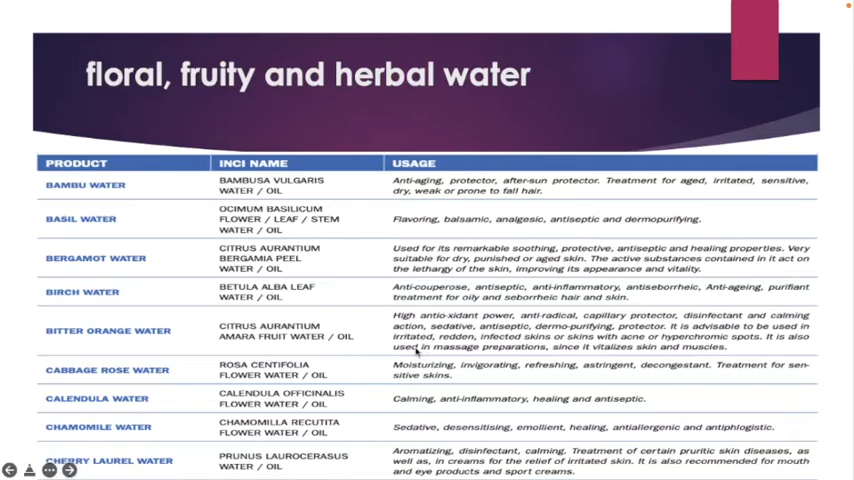 floral, fruity and herbal water
PRODUCT INCI NAME USAGE
BAMBU WATER
BAMBUSA VULGARIS
WATER / OIL
Anti-aging, protector, after-sun protector. Treatment for aged, irritated, sensitive,
dry, weak or prone to fall hair.
BASIL WATER
OCIMUM BASILICUM
FLOWER / LEAF / STEM
WATER / OIL
Flavoring, balsamic, analgesic, antiseptic and dermopurifying.
BERGAMOT WATER
CITRUS AURANTIUM
BERGAMIA PEEL
WATER / OIL
Used for its remarkable soothing, protective, antiseptic and healing properties. Very
suitable for dry, punished or aged skin. The active substances contained in it act on
the lethargy of the skin, improving its appearance and vitality.
BIRCH WATER
BETULA ALBA LEAF
WATER / OIL
Anti-couperose, antiseptic, anti-inflammatory, antiseborrheic, Anti-ageing, purifiant
treatment for oily and seborrheic hair and skin.
BITTER ORANGE WATER
CITRUS AURANTIUM
AMARA FRUIT WATER / OIL
High antio-xidant power, anti-radical, capillary protector, disinfectant and calming
action, sedative, antiseptic, dermo-purifying, protector. It is advisable to be used in
irritated, redden, infected skins or skins with acne or hyperchromic spots. It is also
used in massage preparations, since it vitalizes skin and muscles.
CABBAGE ROSE WATER
ROSA CENTIFOLIA
FLOWER WATER / OIL
Moisturizing, invigorating, refreshing, astringent, decongestant. Treatment for sen-
sitive skins.
CALENDULA WATER
CALENDULA OFFICINALIS
FLOWER WATER / OIL
Calming, anti-inflammatory, healing and antiseptic.
CHAMOMILE WATER
CHAMOMILLA RECUTITA
FLOWER WATER / OIL
Sedative, desensitising, emollient, healing, antiallergenic and antiphlogistic.
CHERRY LAUREL WATER
PRUNUS LAUROCERASUS
WATER / OIL
Aromatizing, disinfectant, calming. Treatment of certain pruritic skin diseases, as
well as, in creams for the relief of irritated skin. It is also recommended for mouth
and eye products and sport creams.